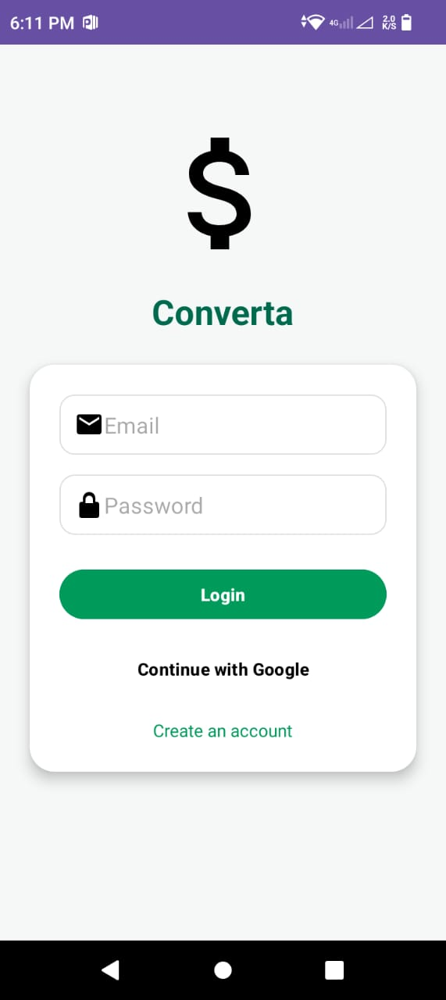 6:11 PM
4G 2.0 K/S
$
Converta
Email
Password
Login
Continue with Google
Create an account